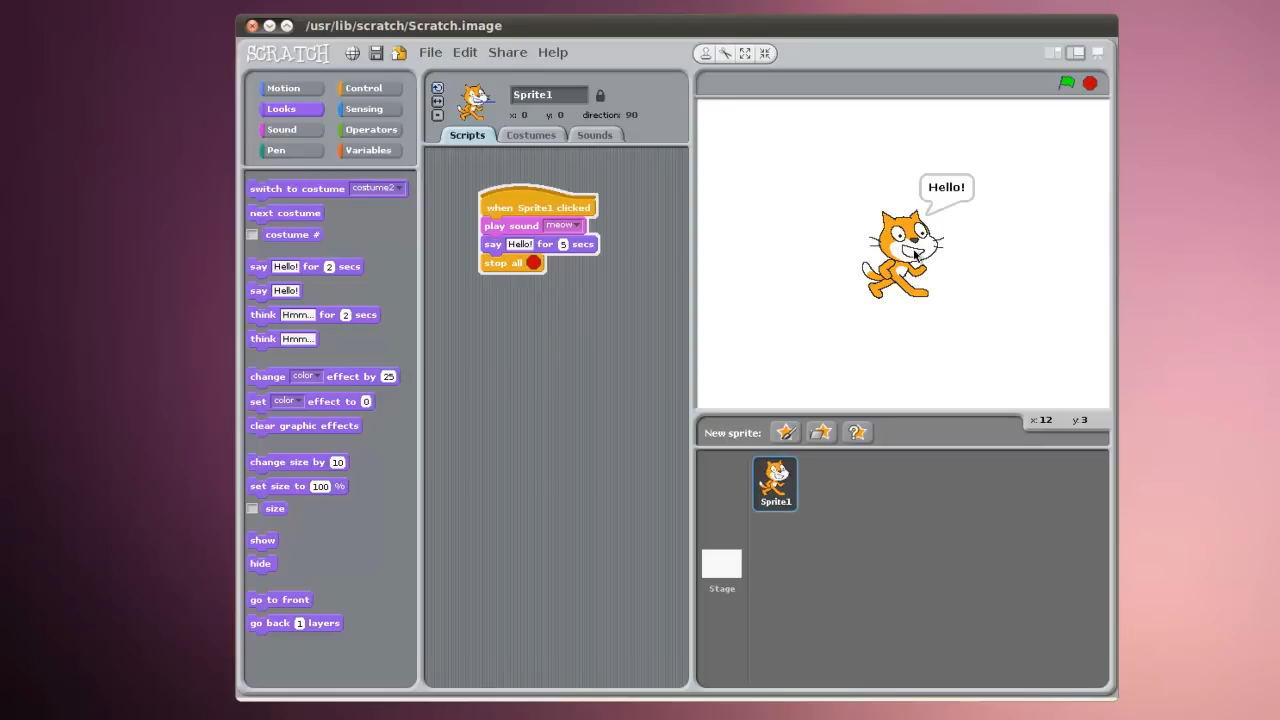 /usr/lib/scratch/Scratch.image
SCRATCH File Edit Share Help
Motion Control
Looks Sensing
Sound Operators
Pen Variables
switch to costume costume2
next costume
costume #
say Hello! for 2 secs
say Hello!
think Hmm... for 2 secs
think Hmm...
change color effect by 25
set color effect to 0
clear graphic effects
change size by 10
set size to 100 %
size
show
hide
go to front
go back 1 layers
Sprite1
x: 0 y: 0 direction: 90
Scripts Costumes Sounds
when Sprite1 clicked
play sound meow
say Hello! for 5 secs
stop all
Hello!
x: 12 y: 3
New sprite:
Sprite1
Stage